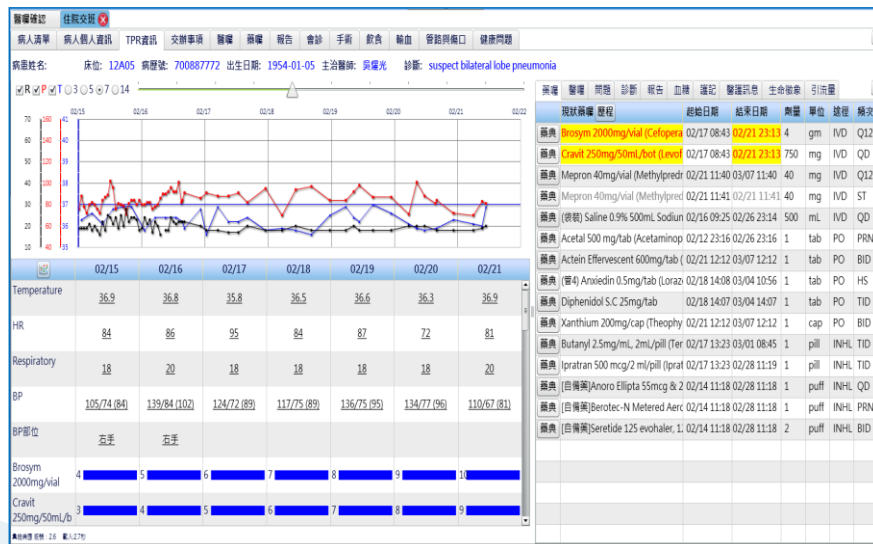 醫囑確認 住院交班
病人清單 病人個人資訊 TPR資訊 交辦事項 醫囑 藥囑 報告 會診 手術 飲食 輸血 管路與傷口 健康問題
病患姓名: 床位: 12A05 病歷號: 700887772 出生日期: 1954-01-05 主治醫師: 吳燿光 診斷: suspect bilateral lobe pneumonia
R P T 3 5 7 14
02/15 02/16 02/17 02/18 02/19 02/20 02/21 02/22
70 160 41
60 140 40
50 120 39
40 100 38
30 80 37
20 60 36
10 40 35
02/15 02/16 02/17 02/18 02/19 02/20 02/21
Temperature 36.9 36.8 35.8 36.5 36.6 36.3 36.9
HR 84 86 95 84 87 72 81
Respiratory 18 20 18 18 18 18 20
BP 105/74 (84) 139/84 (102) 124/72 (89) 117/75 (89) 136/75 (95) 134/77 (96) 110/67 (81)
BP部位 右手 右手
Brosym 2000mg/vial 4 5 6 7 8 9 10
Cravit 250mg/50mL/b 3 4 5 6 7 8 9
藥囑 醫囑 問題 診斷 報告 血糖 護記 醫護訊息 生命徵象 引流量
現狀藥囑 歷程 起始日期 結束日期 劑量 單位 途徑 頻次
藥典 Brosym 2000mg/vial (Cefopera 02/17 08:43 02/21 23:13 4 gm IVD Q12
藥典 Cravit 250mg/50mL/bot (Levof 02/17 08:43 02/21 23:13 750 mg IVD QD
藥典 Mepron 40mg/vial (Methylpredr 02/21 11:40 03/07 11:40 40 mg IVD Q12
藥典 Mepron 40mg/vial (Methylpred 02/21 11:41 02/21 11:41 40 mg IVD ST
藥典 (袋裝) Saline 0.9% 500mL Sodium 02/16 09:25 02/26 23:14 500 mL IVD QD
藥典 Acetal 500 mg/tab (Acetaminop 02/12 23:16 02/26 23:16 1 tab PO PRN
藥典 Actein Effervescent 600mg/tab ( 02/21 12:12 03/07 12:12 1 tab PO BID
藥典 (管4) Anxiedin 0.5mg/tab (Loraz 02/18 14:08 03/04 10:56 1 tab PO HS
藥典 Diphenidol S.C 25mg/tab 02/18 14:07 03/04 14:07 1 tab PO TID
藥典 Xanthium 200mg/cap (Theophy 02/21 12:12 03/07 12:12 1 cap PO BID
藥典 Butanyl 2.5mg/mL, 2mL/pill (Ter 02/17 13:23 03/01 08:45 1 pill INHL TID
藥典 Ipratran 500 mcg/2 ml/pill (Iprat 02/17 13:23 02/28 11:19 1 pill INHL TID
藥典 [自備藥]Anoro Ellipta 55mcg & 2 02/14 11:18 02/28 11:18 1 puff INHL QD
藥典 [自備藥]Berotec-N Metered Aerc 02/14 11:18 02/28 11:18 1 puff INHL PRN
藥典 [自備藥]Seretide 125 evohaler, 1 02/14 11:18 02/28 11:18 2 puff INHL BID